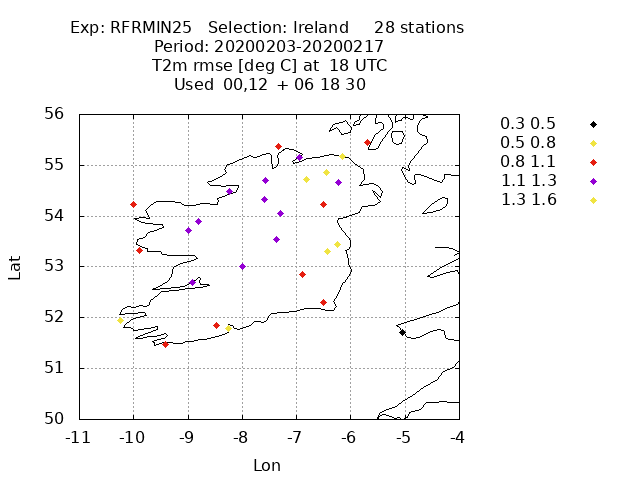 Exp: RFRMIN25   Selection: Ireland     28 stations
Period: 20200203-20200217
T2m rmse [deg C] at  18 UTC
Used  00,12  + 06 18 30
0.3 0.5
0.5 0.8
0.8 1.1
1.1 1.3
1.3 1.6
56
55
54
53
52
51
50
Lat
-11 -10 -9 -8 -7 -6 -5 -4
Lon